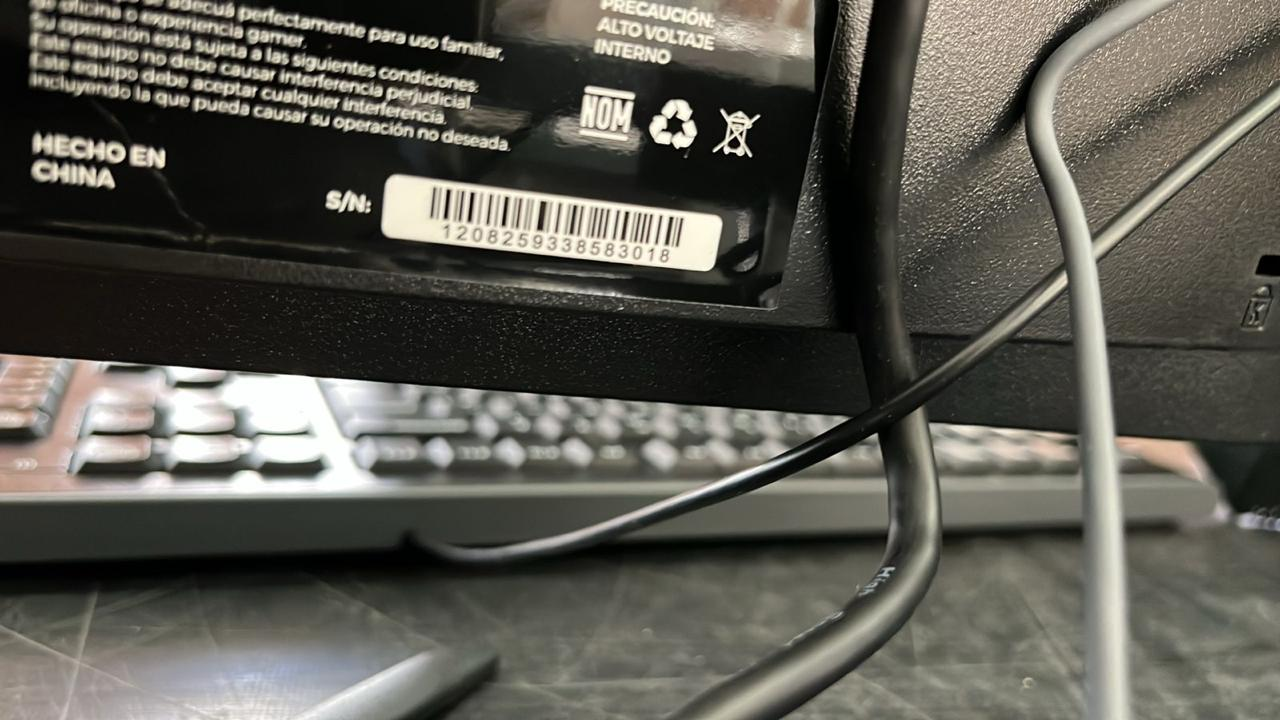 adecuá perfectamente para uso familiar,
oficina o experiencia gamer.
Su operación está sujeta a las siguientes condiciones:
Este equipo no debe causar interferencia perjudicial.
Este equipo debe aceptar cualquier interferencia.
Incluyendo la que pueda causar su operación no deseada.
PRECAUCIÓN:
ALTO VOLTAJE
INTERNO
NOM
HECHO EN
CHINA
S/N:
1208259338583018
High